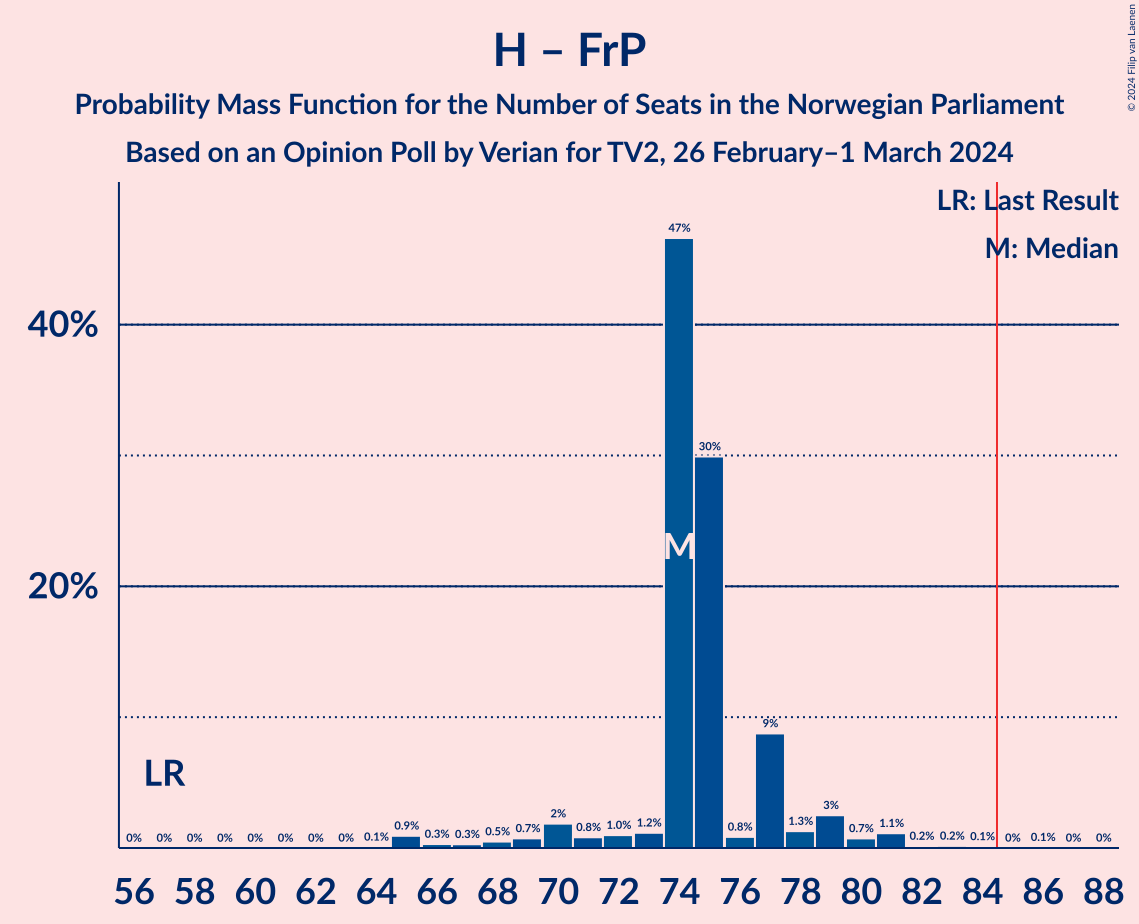 H – FrP
Probability Mass Function for the Number of Seats in the Norwegian Parliament
Based on an Opinion Poll by Verian for TV2, 26 February–1 March 2024
© 2024 Filip van Laenen
LR: Last Result
M: Median
47%
40%
30%
M
20%
9%
LR
0% 0% 0% 0% 0% 0% 0% 0% 0.1% 0.9% 0.3% 0.3% 0.5% 0.7% 2% 0.8% 1.0% 1.2% 0.8% 1.3% 3% 0.7% 1.1% 0.2% 0.2% 0.1% 0% 0.1% 0% 0%
56 58 60 62 64 66 68 70 72 74 76 78 80 82 84 86 88